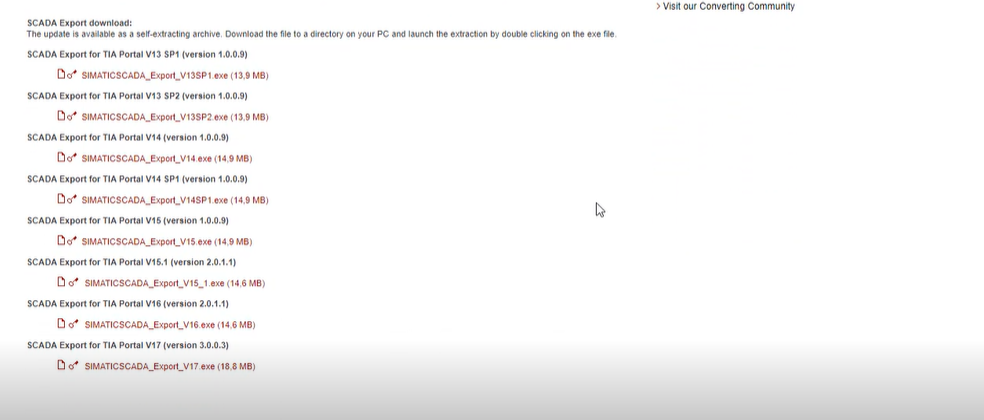 > Visit our Converting Community
SCADA Export download:
The update is available as a self-extracting archive. Download the file to a directory on your PC and launch the extraction by double clicking on the exe file.
SCADA Export for TIA Portal V13 SP1 (version 1.0.0.9)
SIMATICSCADA_Export_V13SP1.exe (13,9 MB)
SCADA Export for TIA Portal V13 SP2 (version 1.0.0.9)
SIMATICSCADA_Export_V13SP2.exe (13,9 MB)
SCADA Export for TIA Portal V14 (version 1.0.0.9)
SIMATICSCADA_Export_V14.exe (14,9 MB)
SCADA Export for TIA Portal V14 SP1 (version 1.0.0.9)
SIMATICSCADA_Export_V14SP1.exe (14,9 MB)
SCADA Export for TIA Portal V15 (version 1.0.0.9)
SIMATICSCADA_Export_V15.exe (14,9 MB)
SCADA Export for TIA Portal V15.1 (version 2.0.1.1)
SIMATICSCADA_Export_V15_1.exe (14,6 MB)
SCADA Export for TIA Portal V16 (version 2.0.1.1)
SIMATICSCADA_Export_V16.exe (14,6 MB)
SCADA Export for TIA Portal V17 (version 3.0.0.3)
SIMATICSCADA_Export_V17.exe (18,8 MB)